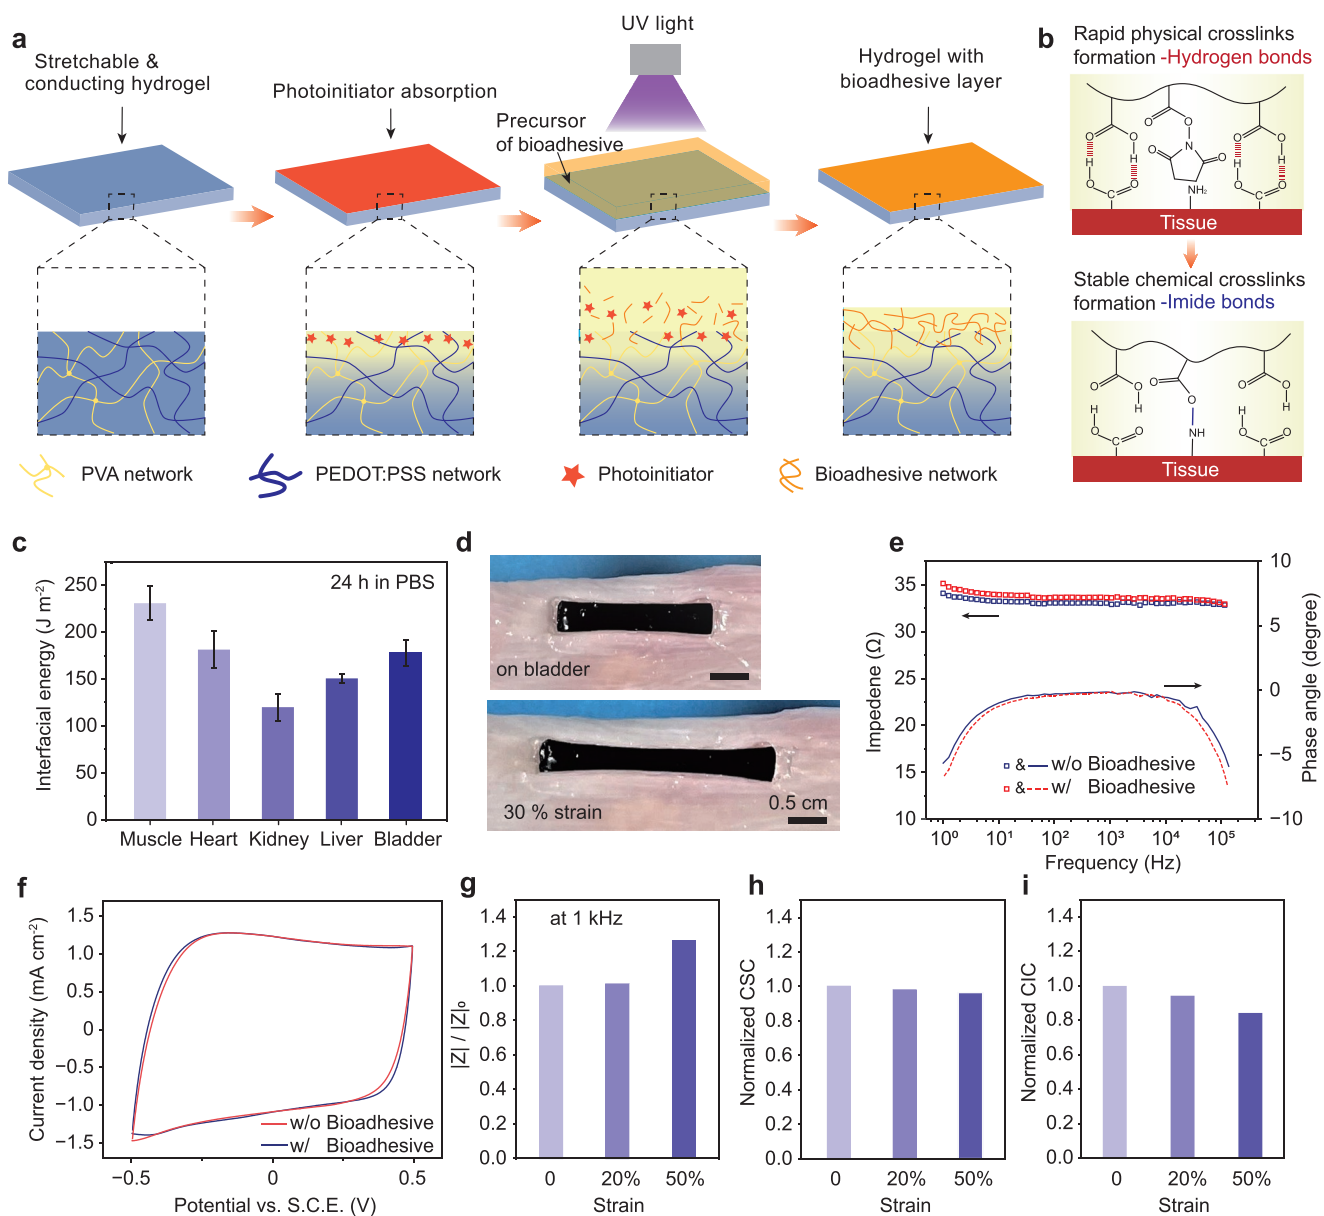 a
Stretchable &
conducting hydrogel
Photoinitiator absorption
UV light
Precursor
of bioadhesive
Hydrogel with
bioadhesive layer
PVA network
PEDOT:PSS network
Photoinitiator
Bioadhesive network
b
Rapid physical crosslinks
formation -Hydrogen bonds
O
O
H
O
O
N
O
O
O
O
H
H
H
O
C
O
NH₂
H
O
C
O
Tissue
Stable chemical crosslinks
formation -Imide bonds
O
O
H
O
O
O
O
H
H
O
C
O
NH
H
O
C
O
Tissue
c
24 h in PBS
Interfacial energy (J m⁻²)
250
200
150
100
50
0
Muscle Heart Kidney Liver Bladder
d
on bladder
30 % strain
0.5 cm
e
Impedene (Ω)
35
31
27
23
19
15
10
10
5
0
−5
−10
Phase angle (degree)
& w/o Bioadhesive
& w/ Bioadhesive
10⁰ 10¹ 10² 10³ 10⁴ 10⁵
Frequency (Hz)
f
Current density (mA cm⁻²)
1.5
1.0
0.5
0
−0.5
−1.0
−1.5
w/o Bioadhesive
w/ Bioadhesive
−0.5 0 0.5
Potential vs. S.C.E. (V)
g
at 1 kHz
|Z| / |Z|₀
1.4
1.2
1.0
0.8
0.6
0.4
0.2
0.0
0 20% 50%
Strain
h
Normalized CSC
1.4
1.2
1.0
0.8
0.6
0.4
0.2
0.0
0 20% 50%
Strain
i
Normalized CIC
1.4
1.2
1.0
0.8
0.6
0.4
0.2
0.0
0 20% 50%
Strain